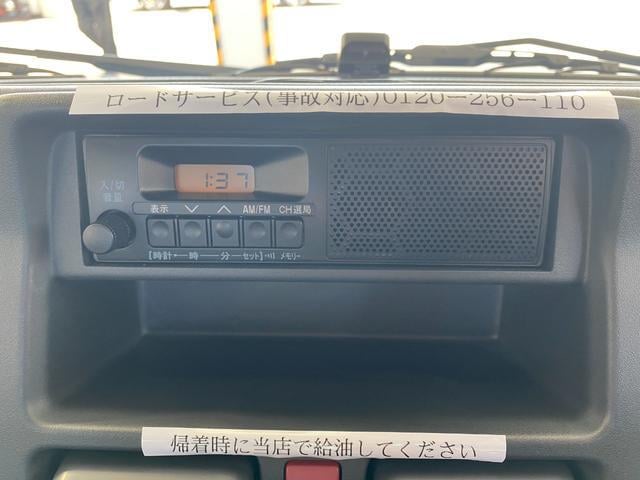 ロードサービス(事故対応)0120-256-110
1:37
入/切
音量
表示 AM/FM CH選局
[時計 時 分 セット] メモリー
帰着時に当店で給油してください